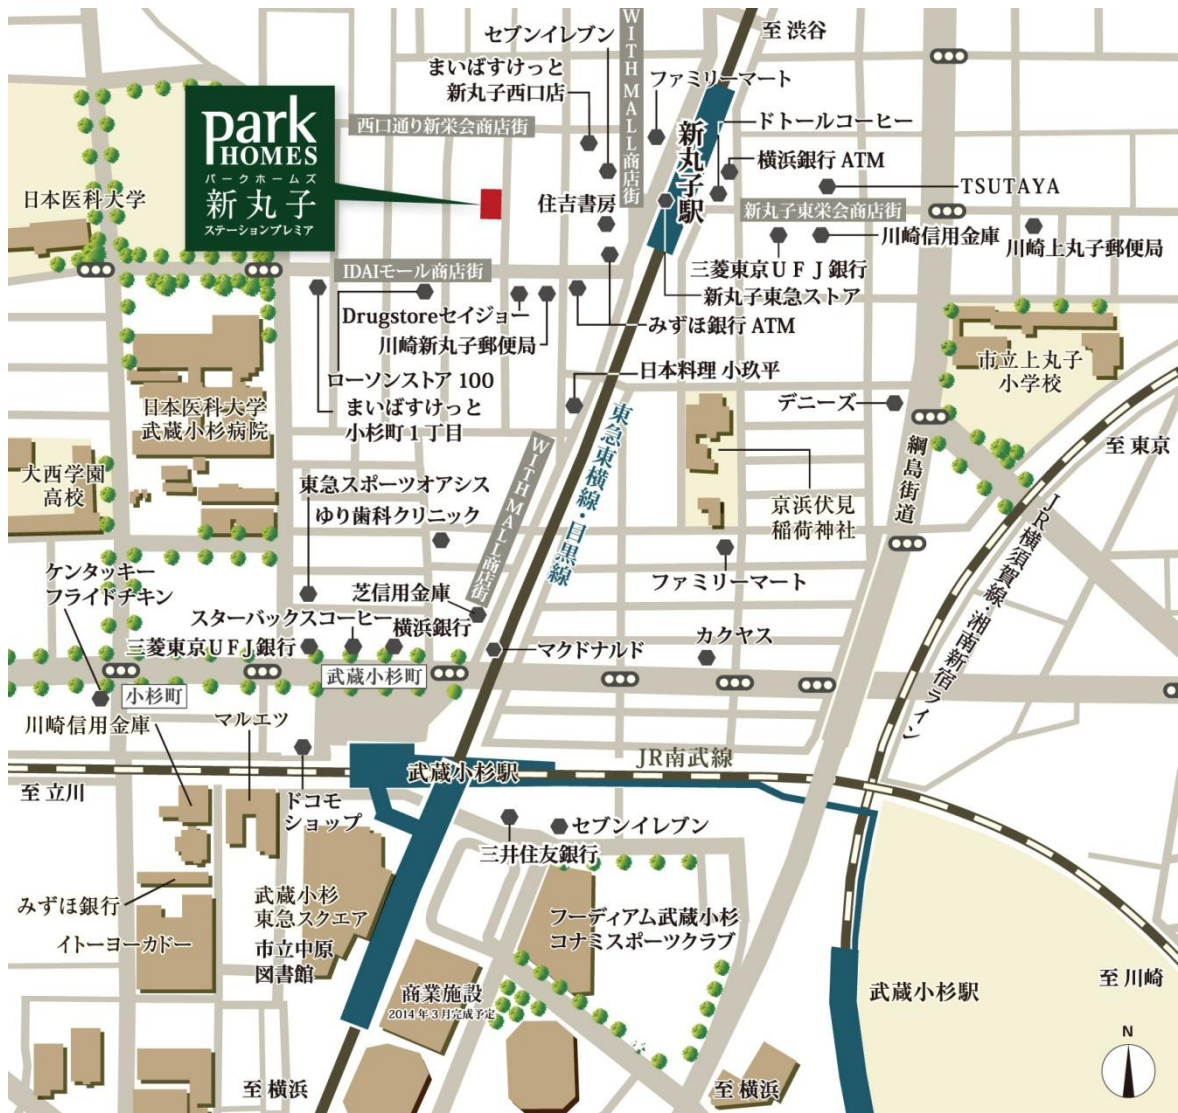 至 渋谷
セブンイレブン
WITH MALL 商店街
まいばすけっと
新丸子西口店
ファミリーマート
park
HOMES
パークホームズ
新丸子
ステーションプレミア
西口通り新栄会商店街
新丸子駅
ドトールコーヒー
横浜銀行 ATM
TSUTAYA
日本医科大学
住吉書房
新丸子東栄会商店街
川崎信用金庫
川崎上丸子郵便局
三菱東京UFJ銀行
新丸子東急ストア
IDAIモール商店街
Drugstoreセイジョー
川崎新丸子郵便局
みずほ銀行 ATM
日本料理 小玖平
ローソンストア 100
まいばすけっと
小杉町1丁目
市立上丸子
小学校
デニーズ
日本医科大学
武蔵小杉病院
東急東横線・目黒線
綱島街道
至 東京
大西学園
高校
WITH MALL 商店街
東急スポーツオアシス
ゆり歯科クリニック
京浜伏見
稲荷神社
JR横須賀線・湘南新宿ライン
ケンタッキー
フライドチキン
ファミリーマート
芝信用金庫
スターバックスコーヒー
横浜銀行
三菱東京UFJ銀行
マクドナルド
カクヤス
武蔵小杉町
小杉町
川崎信用金庫
マルエツ
武蔵小杉駅
JR南武線
至 立川
ドコモ
ショップ
セブンイレブン
三井住友銀行
みずほ銀行
武蔵小杉
東急スクエア
イトーヨーカドー
市立中原
図書館
フーディアム武蔵小杉
コナミスポーツクラブ
商業施設
2014年3月完成予定
武蔵小杉駅
至 川崎
至 横浜
至 横浜
N